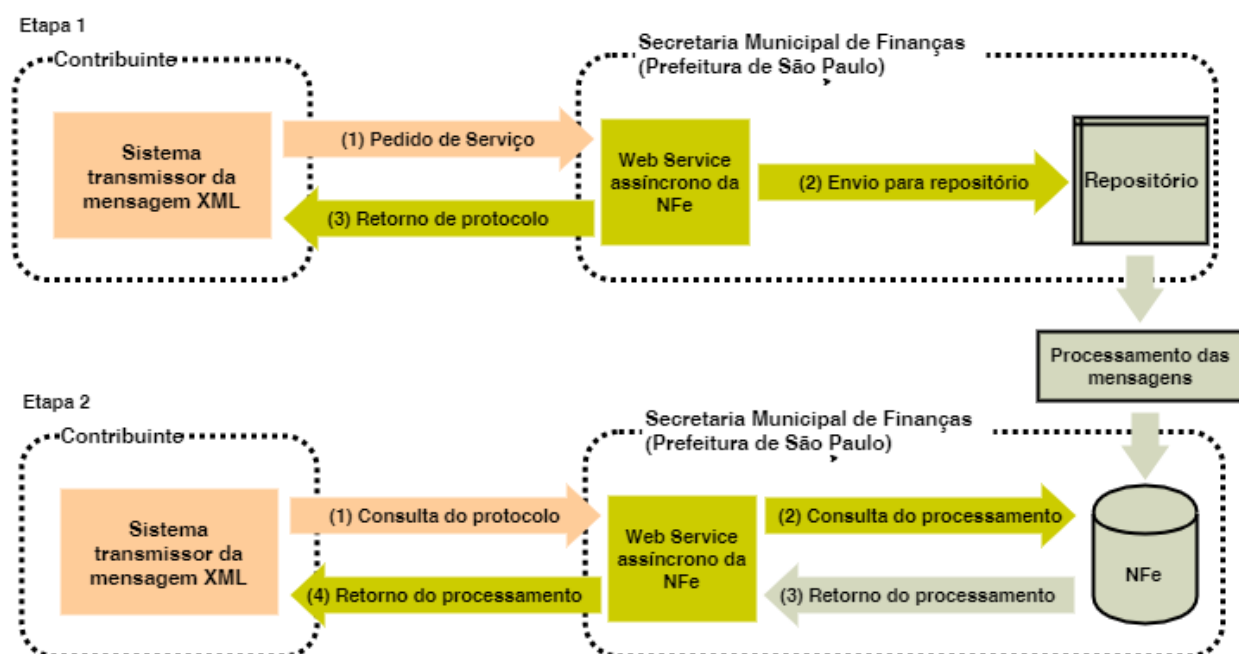 Etapa 1
Contribuinte
Secretaria Municipal de Finanças
(Prefeitura de São Paulo)
Sistema
transmissor da
mensagem XML
(1) Pedido de Serviço
(3) Retorno de protocolo
Web Service
assíncrono da
NFe
(2) Envio para repositório
Repositório
Processamento das
mensagens
Etapa 2
Contribuinte
Secretaria Municipal de Finanças
(Prefeitura de São Paulo)
Sistema
transmissor da
mensagem XML
(1) Consulta do protocolo
(4) Retorno do processamento
Web Service
assíncrono da
NFe
(2) Consulta do processamento
(3) Retorno do processamento
NFe